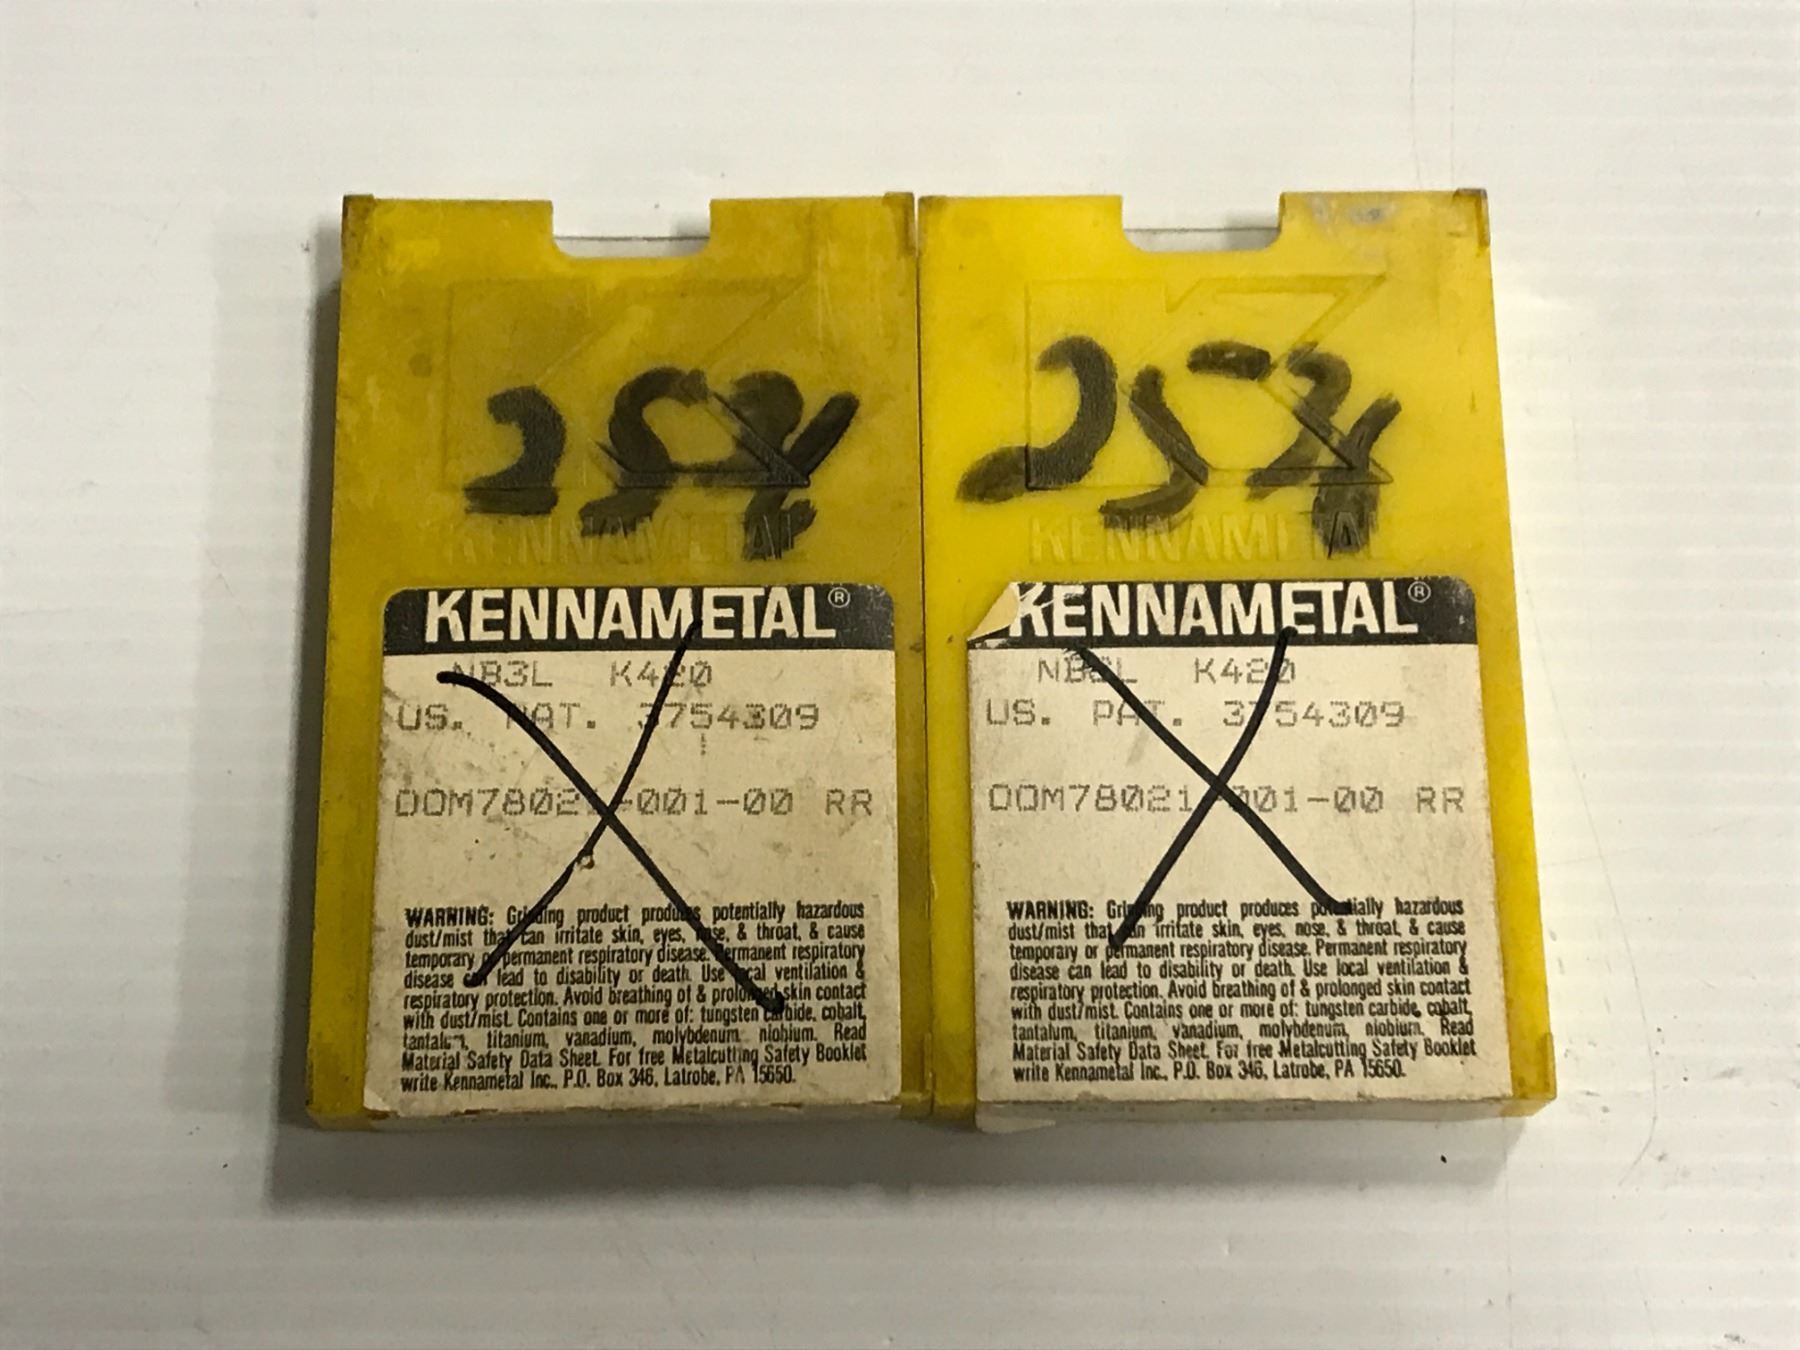 254
KENNAMETAL
KENNAMETAL®
NB3L K420
US. PAT. 3754309
DOM78021-001-00 RR
WARNING: Grinding product produces potentially hazardous
dust/mist that can irritate skin, eyes, nose, & throat, & cause
temporary or permanent respiratory disease. Permanent respiratory
disease can lead to disability or death. Use local ventilation &
respiratory protection. Avoid breathing of & prolonged skin contact
with dust/mist. Contains one or more of: tungsten carbide, cobalt,
tantalum, titanium, vanadium, molybdenum, niobium. Read
Material Safety Data Sheet. For free Metalcutting Safety Booklet
write Kennametal Inc., P.O. Box 346, Latrobe, PA 15650.
254
KENNAMETAL
KENNAMETAL®
NB3L K420
US. PAT. 3754309
DOM78021-001-00 RR
WARNING: Grinding product produces potentially hazardous
dust/mist that can irritate skin, eyes, nose, & throat, & cause
temporary or permanent respiratory disease. Permanent respiratory
disease can lead to disability or death. Use local ventilation &
respiratory protection. Avoid breathing of & prolonged skin contact
with dust/mist. Contains one or more of: tungsten carbide, cobalt,
tantalum, titanium, vanadium, molybdenum, niobium. Read
Material Safety Data Sheet. For free Metalcutting Safety Booklet
write Kennametal Inc., P.O. Box 346, Latrobe, PA 15650.